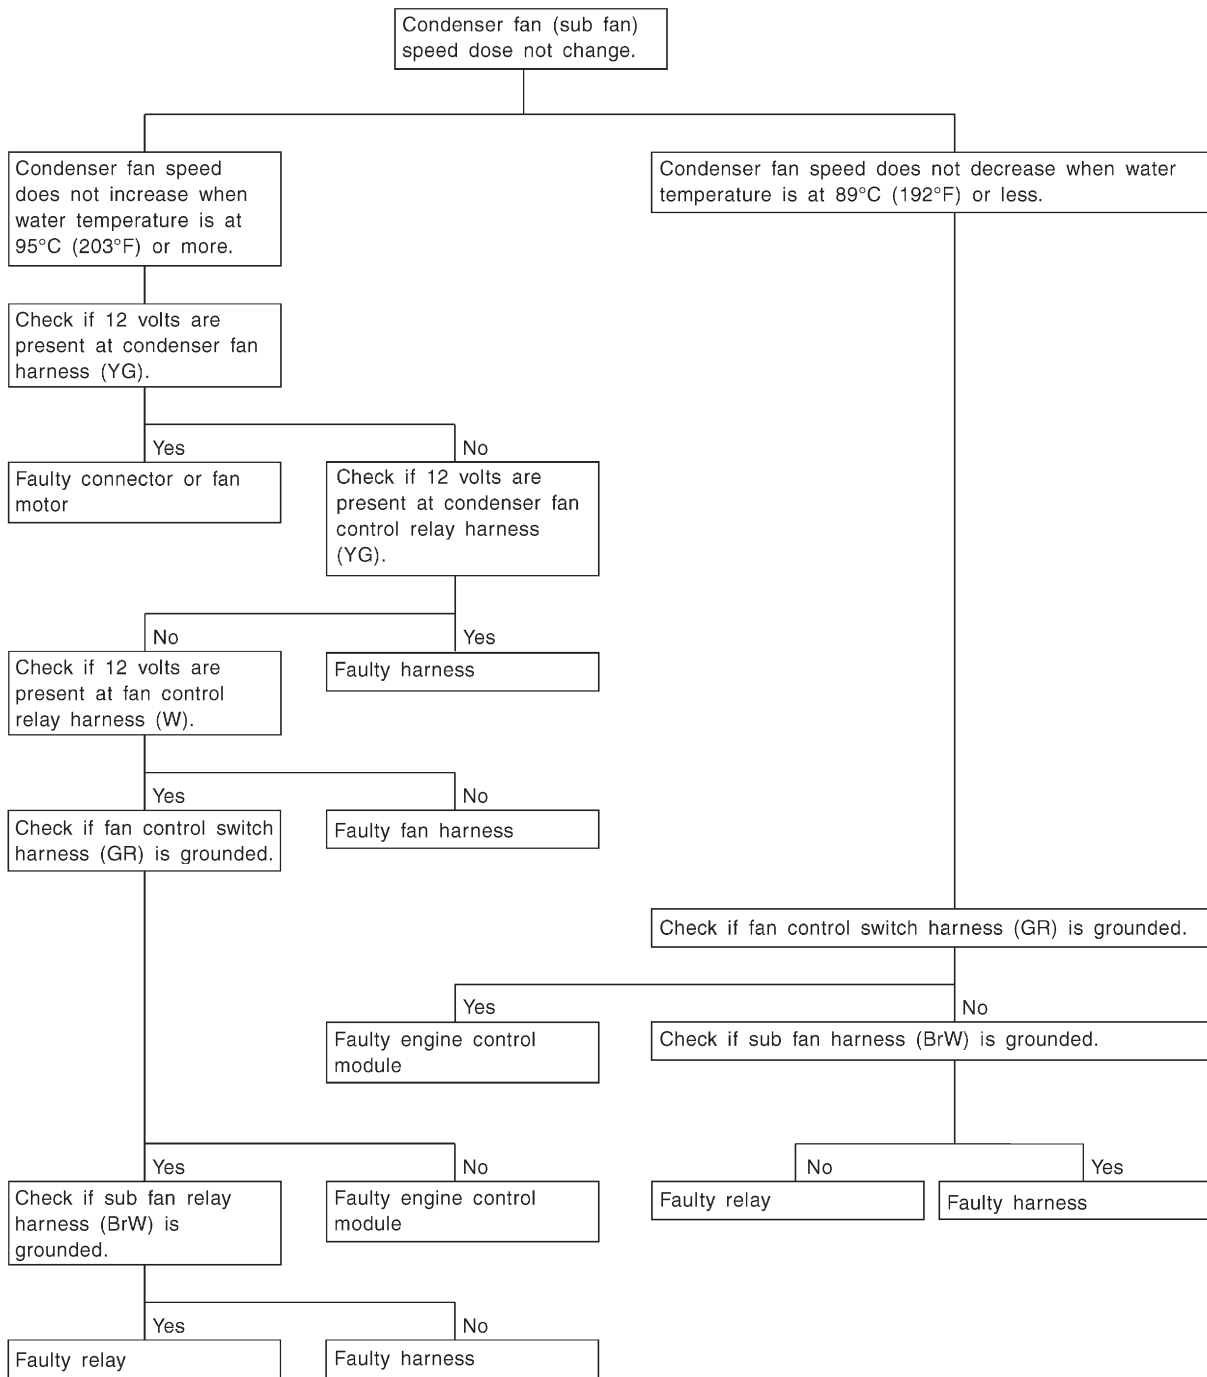 Condenser fan (sub fan)
speed dose not change.
Condenser fan speed
does not increase when
water temperature is at
95°C (203°F) or more.
Condenser fan speed does not decrease when water
temperature is at 89°C (192°F) or less.
Check if 12 volts are
present at condenser fan
harness (YG).
Yes
No
Faulty connector or fan
motor
Check if 12 volts are
present at condenser fan
control relay harness
(YG).
No
Yes
Check if 12 volts are
present at fan control
relay harness (W).
Faulty harness
Yes
No
Check if fan control switch
harness (GR) is grounded.
Faulty fan harness
Check if fan control switch harness (GR) is grounded.
Yes
No
Faulty engine control
module
Check if sub fan harness (BrW) is grounded.
Yes
No
No
Yes
Check if sub fan relay
harness (BrW) is
grounded.
Faulty engine control
module
Faulty relay
Faulty harness
Yes
No
Faulty relay
Faulty harness